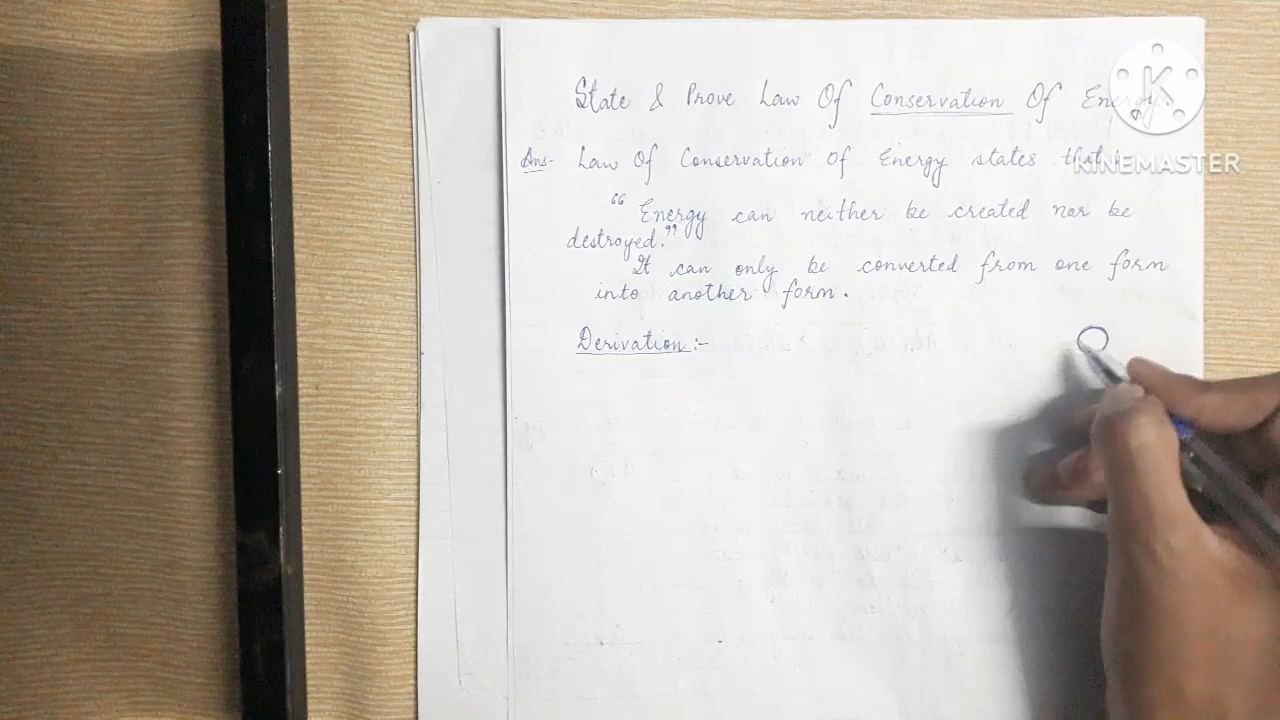 State & Prove Law Of Conservation Of Energy.
Ans- Law Of Conservation Of Energy states that:
“ Energy can neither be created nor be
destroyed.”
It can only be converted from one form
into another form.
Derivation :-
K
KINEMASTER